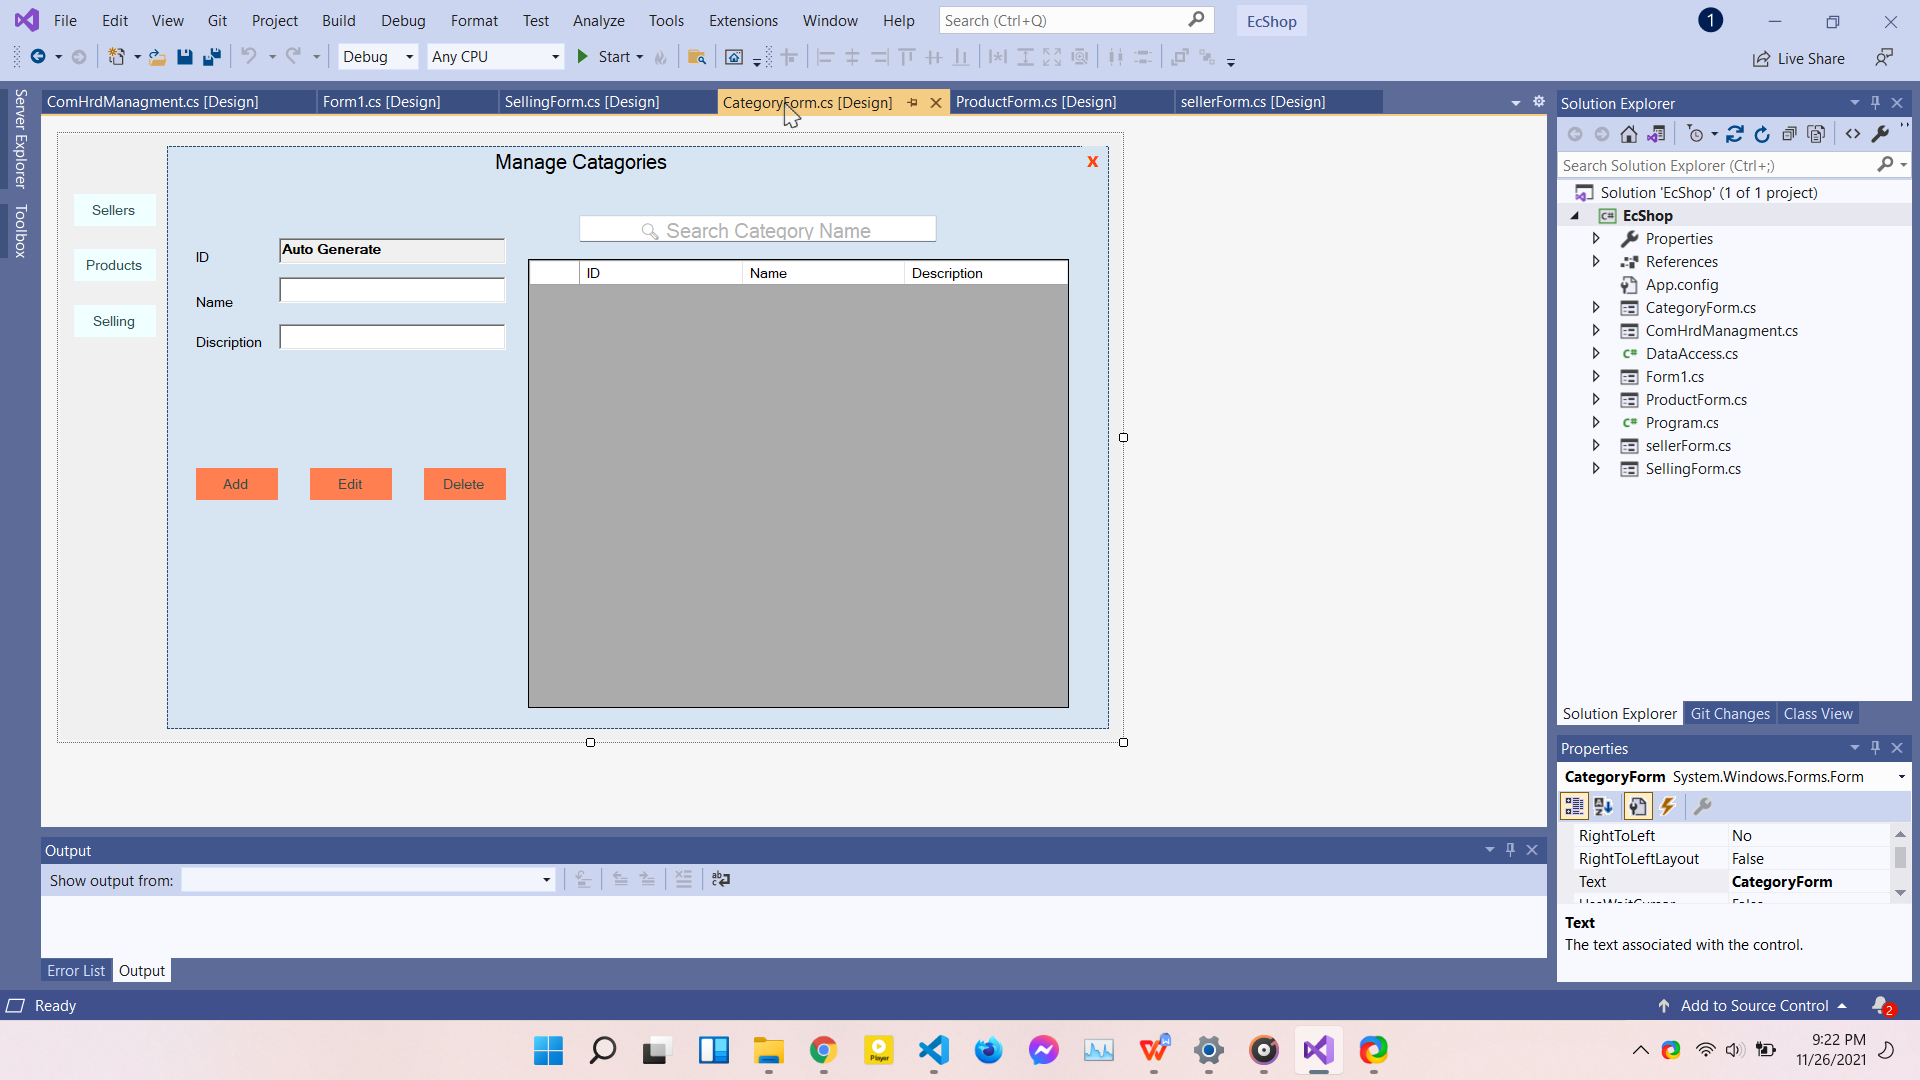 File Edit View Git Project Build Debug Format Test Analyze Tools Extensions Window Help Search (Ctrl+Q) EcShop 1
Debug Any CPU Start Live Share
ComHrdManagment.cs [Design] Form1.cs [Design] SellingForm.cs [Design] CategoryForm.cs [Design] ProductForm.cs [Design] sellerForm.cs [Design]
Server Explorer
Toolbox
Manage Catagories
X
Sellers
Products
Selling
Search Category Name
ID Auto Generate
Name
Discription
ID Name Description
Add Edit Delete
Solution Explorer
Search Solution Explorer (Ctrl+;)
Solution 'EcShop' (1 of 1 project)
C# EcShop
Properties
References
App.config
CategoryForm.cs
ComHrdManagment.cs
C# DataAccess.cs
Form1.cs
ProductForm.cs
C# Program.cs
sellerForm.cs
SellingForm.cs
Solution Explorer Git Changes Class View
Properties
CategoryForm System.Windows.Forms.Form
RightToLeft No
RightToLeftLayout False
Text CategoryForm
UseWaitCursor False
Text
The text associated with the control.
Output
Show output from:
Error List Output
Ready
Add to Source Control 2
Player
9:22 PM
11/26/2021